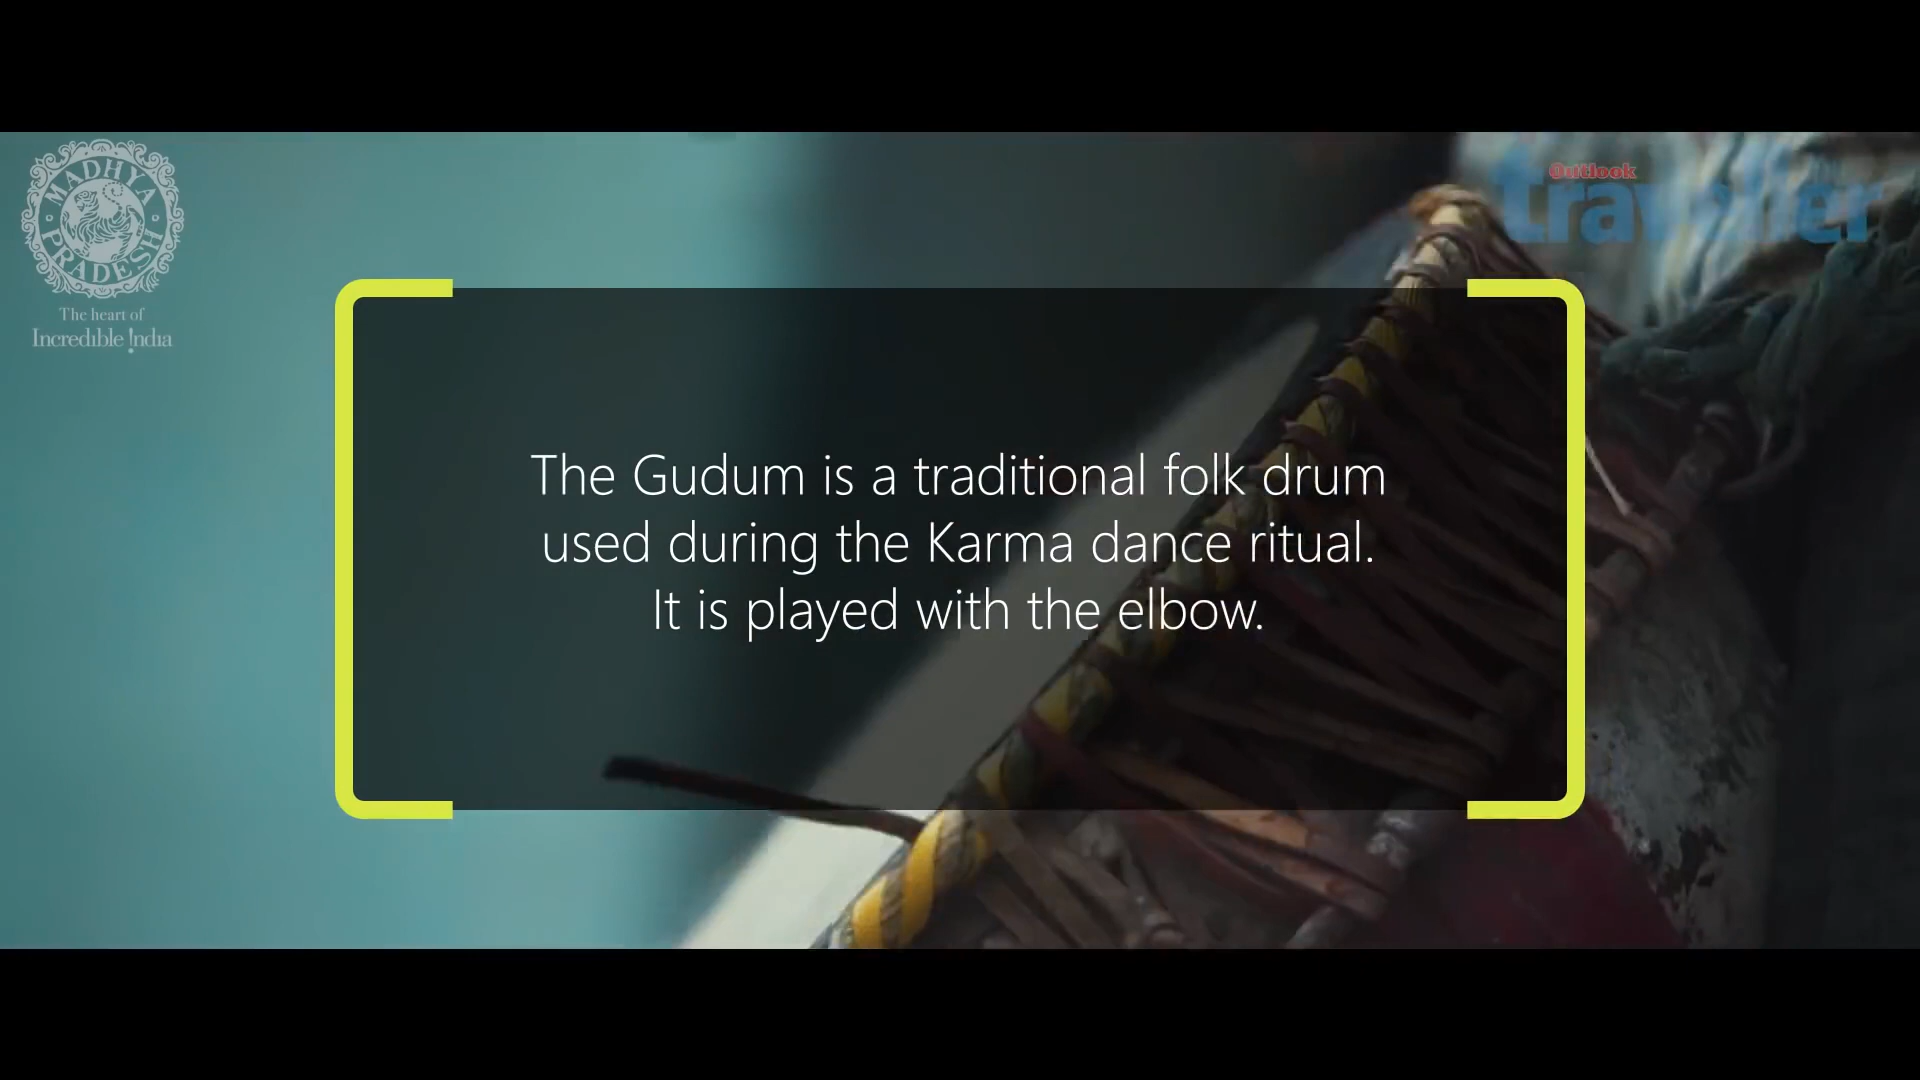 MADHYA PRADESH
The heart of
Incredible !ndia
Outlook
traveller
The Gudum is a traditional folk drum
used during the Karma dance ritual.
It is played with the elbow.